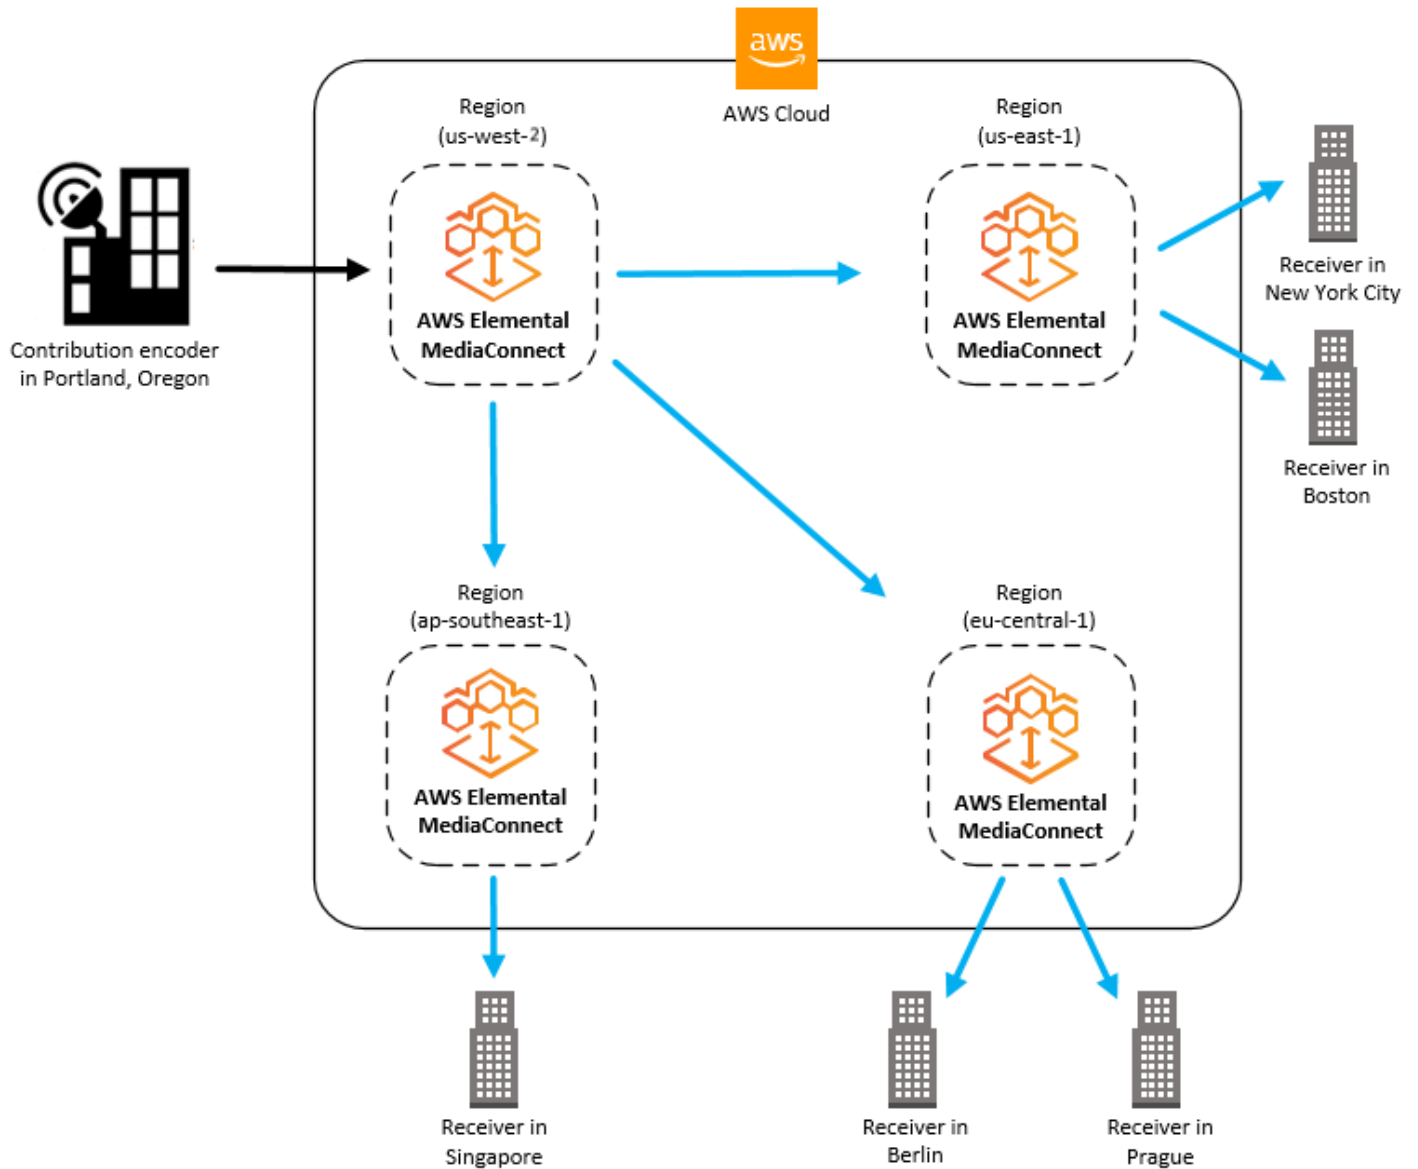 aws
AWS Cloud
Region
(us-west-2)
Region
(us-east-1)
AWS Elemental
MediaConnect
AWS Elemental
MediaConnect
Contribution encoder
in Portland, Oregon
Receiver in
New York City
Receiver in
Boston
Region
(ap-southeast-1)
Region
(eu-central-1)
AWS Elemental
MediaConnect
AWS Elemental
MediaConnect
Receiver in
Singapore
Receiver in
Berlin
Receiver in
Prague